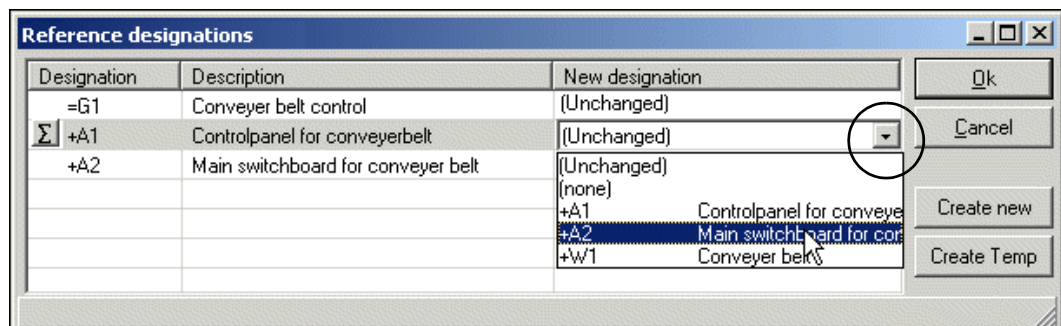 Reference designations
Designation Description New designation
=G1 Conveyer belt control (Unchanged)
Σ +A1 Controlpanel for conveyerbelt (Unchanged)
+A2 Main switchboard for conveyer belt
(Unchanged)
(none)
+A1 Controlpanel for conveye
+A2 Main switchboard for con
+W1 Conveyer belt
Ok
Cancel
Create new
Create Temp